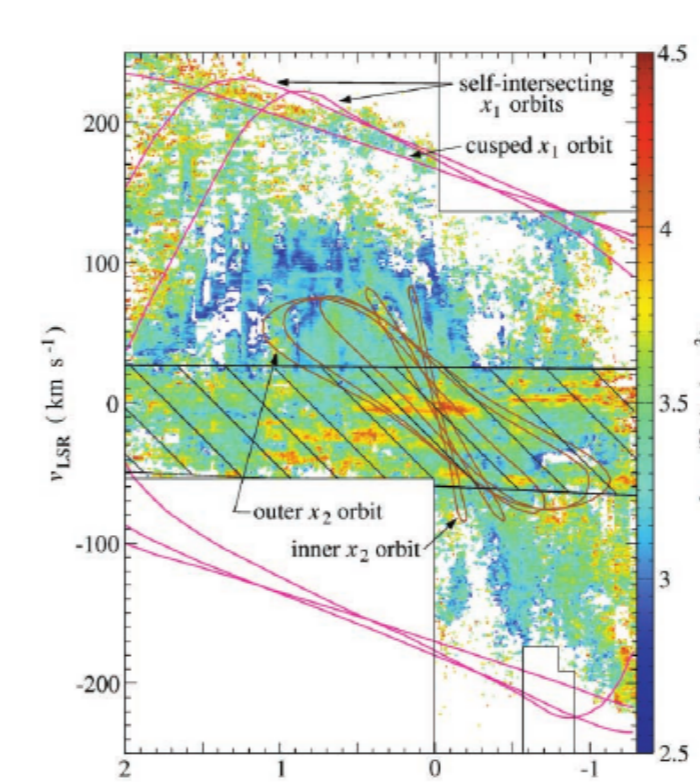 4.5
self-intersecting
x₁ orbits
200
cusped x₁ orbit
4
100
v_LSR ( km s⁻¹ )
0
3.5
outer x₂ orbit
inner x₂ orbit
-100
3
-200
2.5
2
1
0
-1